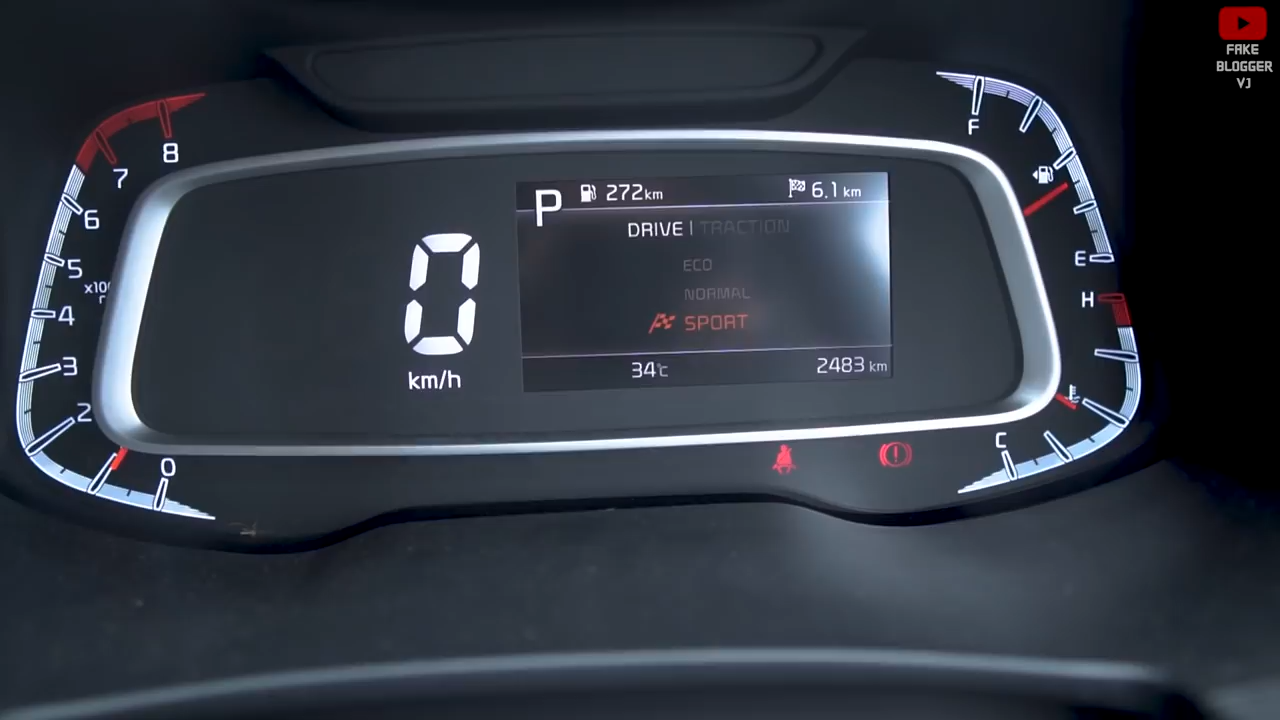 FAKE
BLOGGER
VJ
8
7
6
5
4
3
2
0
P
272km
6.1 km
DRIVE | TRACTION
ECO
NORMAL
SPORT
34°C
2483 km
0
km/h
F
E
H
C